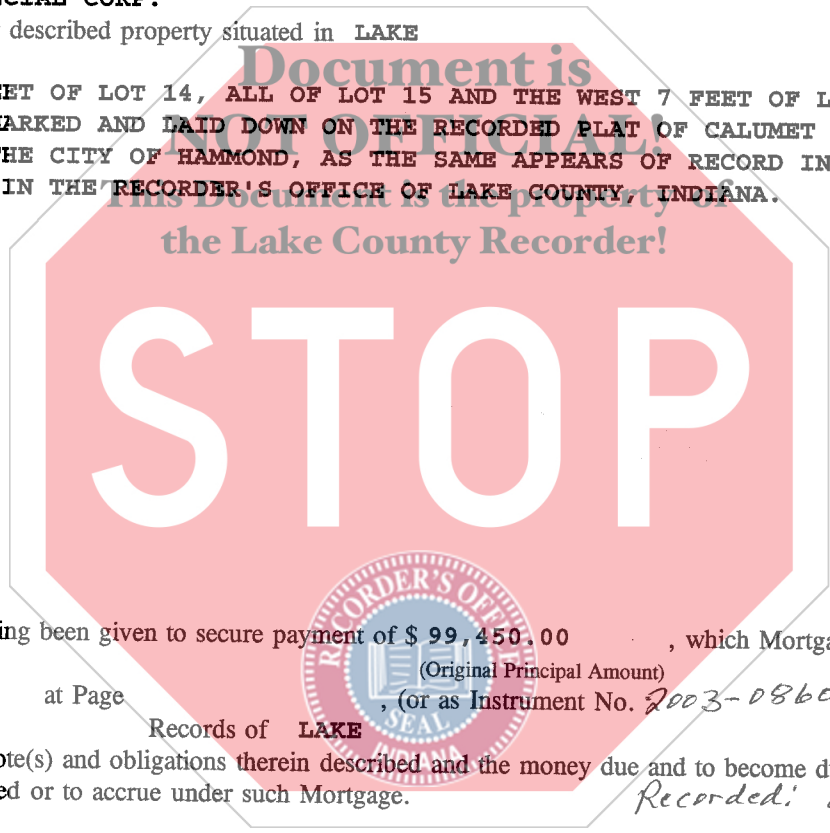 CIAL CORP.
described property situated in LAKE
Document is
EET OF LOT 14, ALL OF LOT 15 AND THE WEST 7 FEET OF L
ARKED AND LAID DOWN ON THE RECORDED PLAT OF CALUMET
NOT OFFICIAL!
HE CITY OF HAMMOND, AS THE SAME APPEARS OF RECORD IN
IN THE RECORDER'S OFFICE OF LAKE COUNTY, INDIANA.
This Document is the property of
the Lake County Recorder!
STOP
RECORDER'S OFFICE
ing been given to secure payment of $ 99,450.00 , which Mortga
(Original Principal Amount)
at Page , (or as Instrument No. 2003-086
SEAL
Records of LAKE
INDIANA
ote(s) and obligations therein described and the money due and to become d
ed or to accrue under such Mortgage.
Recorded: